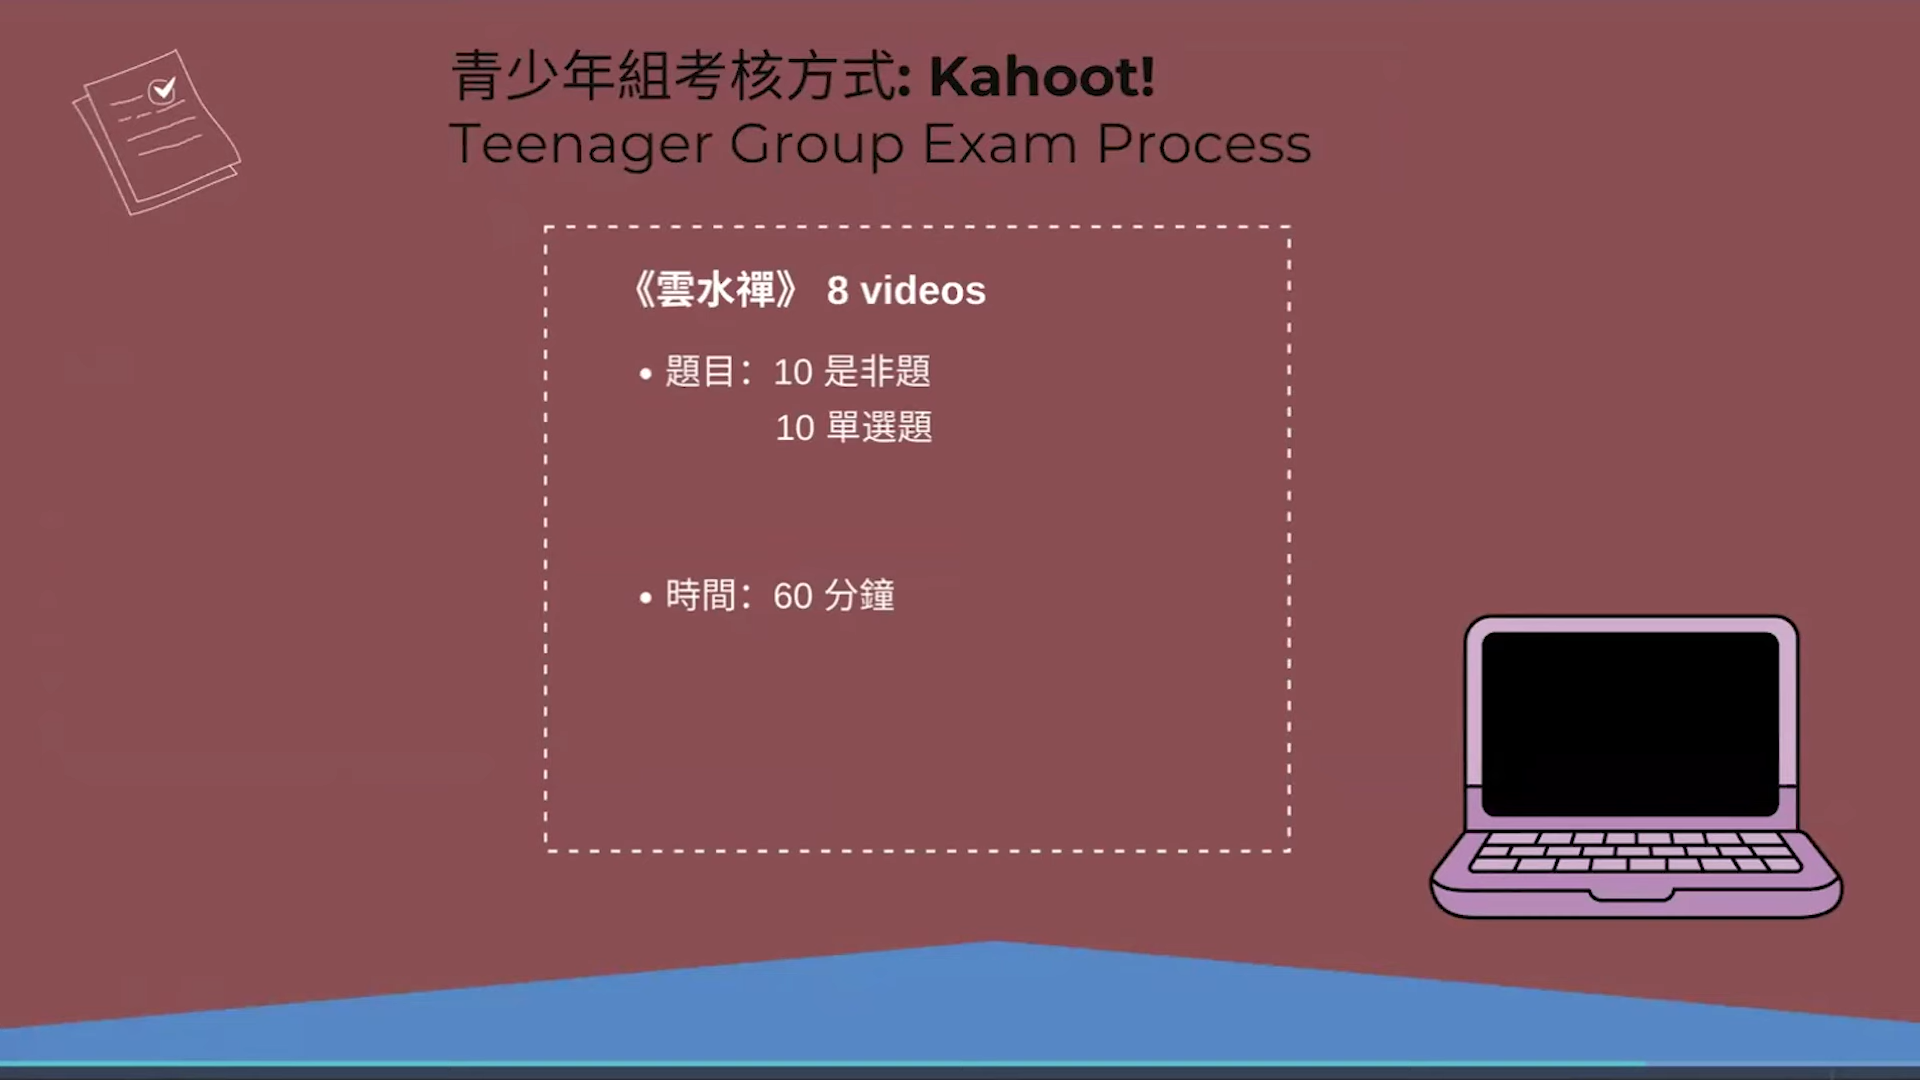 青少年組考核方式: Kahoot!
Teenager Group Exam Process
《雲水禪》 8 videos
• 題目：10 是非題
10 單選題
• 時間：60 分鐘